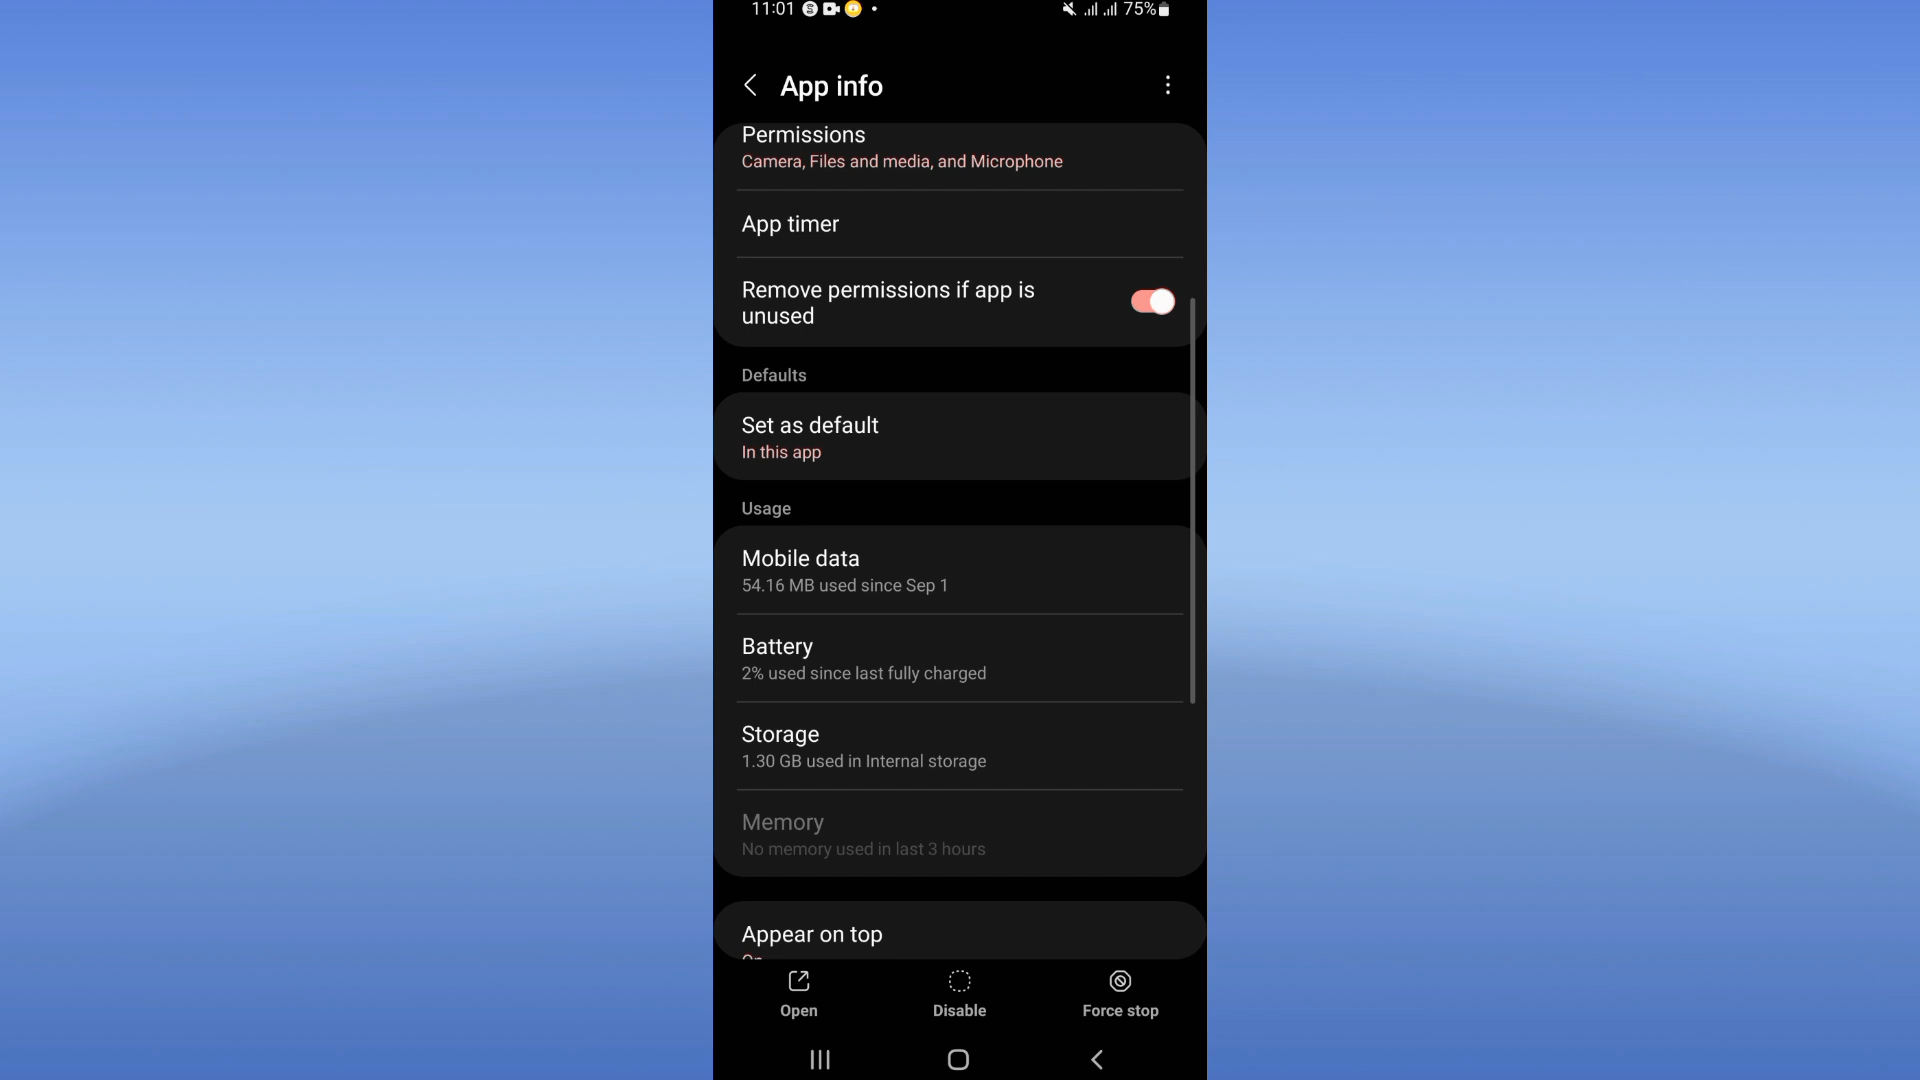 11:01 75%
App info
Permissions
Camera, Files and media, and Microphone
App timer
Remove permissions if app is
unused
Defaults
Set as default
In this app
Usage
Mobile data
54.16 MB used since Sep 1
Battery
2% used since last fully charged
Storage
1.30 GB used in Internal storage
Memory
No memory used in last 3 hours
Appear on top
Open Disable Force stop